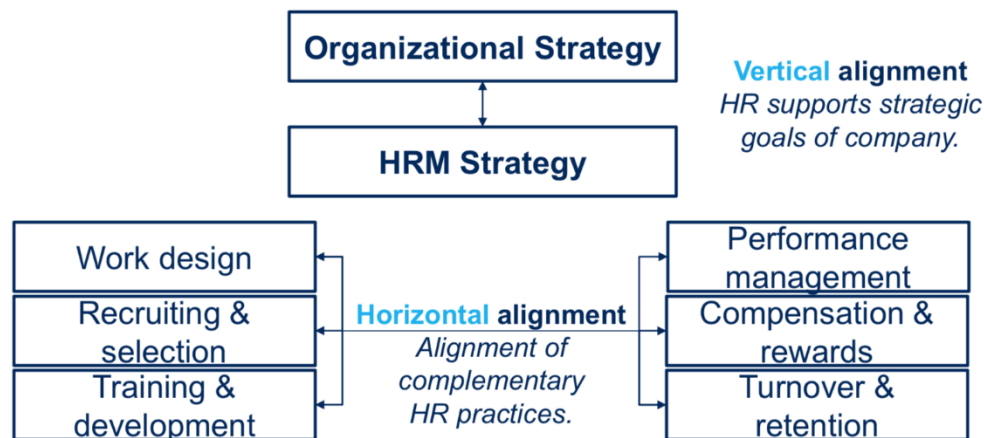 Organizational Strategy
Vertical alignment
HR supports strategic
goals of company.
HRM Strategy
Work design
Performance
management
Recruiting &
selection
Horizontal alignment
Alignment of
complementary
HR practices.
Compensation &
rewards
Training &
development
Turnover &
retention